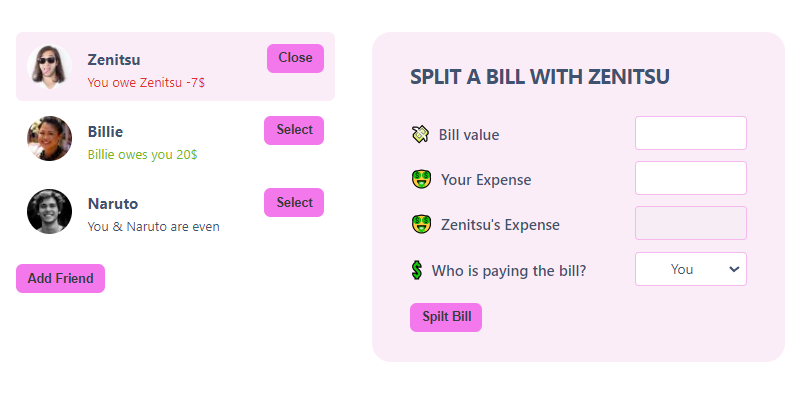 Zenitsu
Close
You owe Zenitsu -7$
Billie
Select
Billie owes you 20$
Naruto
Select
You & Naruto are even
Add Friend
SPLIT A BILL WITH ZENITSU
Bill value
Your Expense
Zenitsu's Expense
Who is paying the bill?
You
Spilt Bill